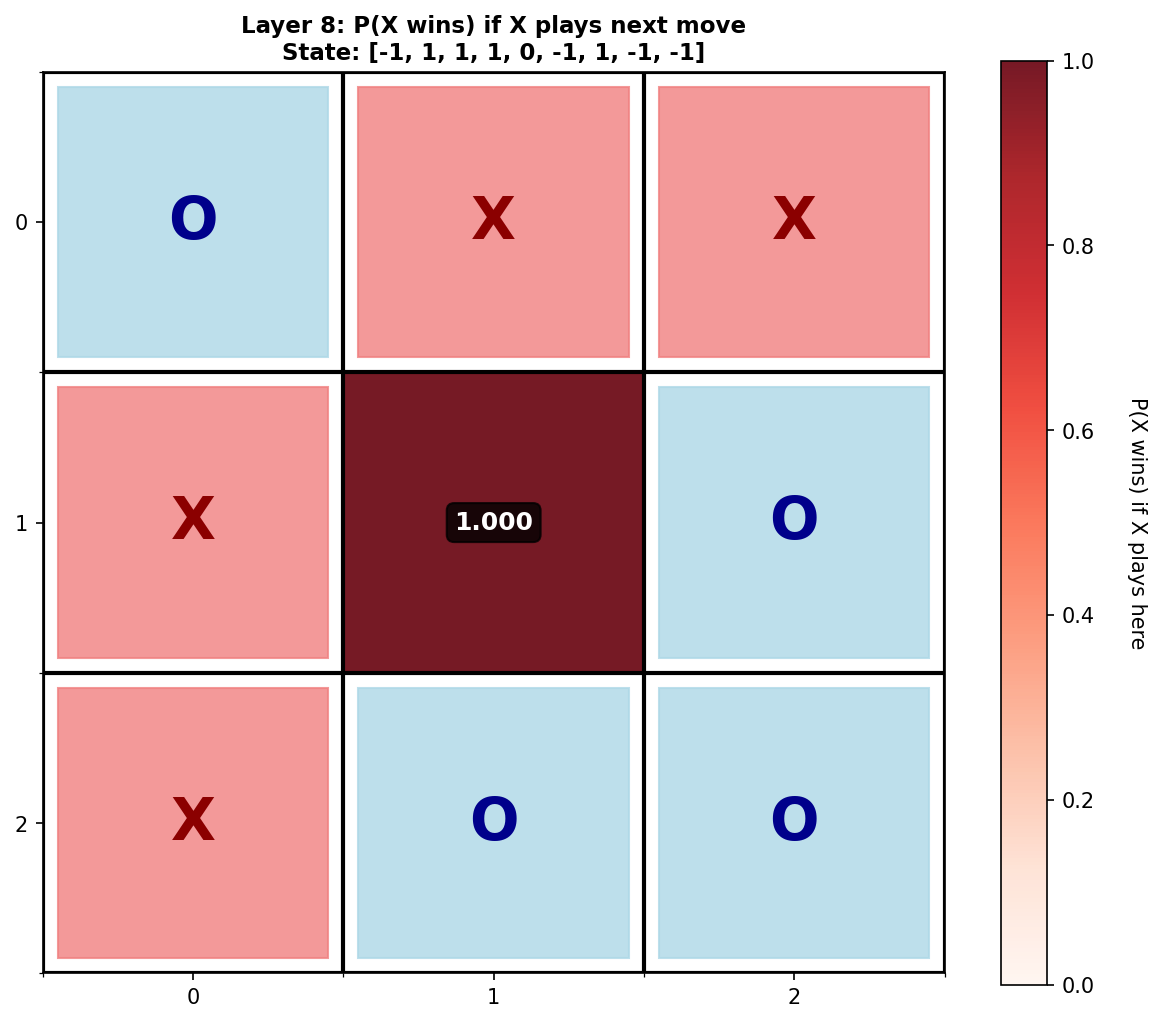 Layer 8: P(X wins) if X plays next move
State: [-1, 1, 1, 1, 0, -1, 1, -1, -1]
O X X
X 1.000 O
X O O
0
1
2
0 1 2
1.0
0.8
0.6
0.4
0.2
0.0
P(X wins) if X plays here